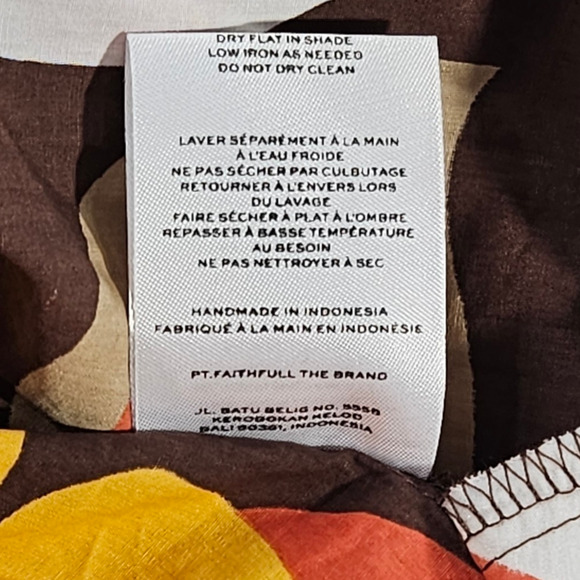 DRY FLAT IN SHADE
LOW IRON AS NEEDED
DO NOT DRY CLEAN
LAVER SÉPARÉMENT À LA MAIN
À L'EAU FROIDE
NE PAS SÉCHER PAR CULBUTAGE
RETOURNER À L'ENVERS LORS
DU LAVAGE
FAIRE SÉCHER À PLAT À L'OMBRE
REPASSER À BASSE TEMPÉRATURE
AU BESOIN
NE PAS NETTROYER À SEC
HANDMADE IN INDONESIA
FABRIQUÉ À LA MAIN EN INDONÉSIE
PT.FAITHFULL THE BRAND
JL. BATU BELIG NO. 555B
KEROBOKAN KELOD
BALI 80361, INDONESIA